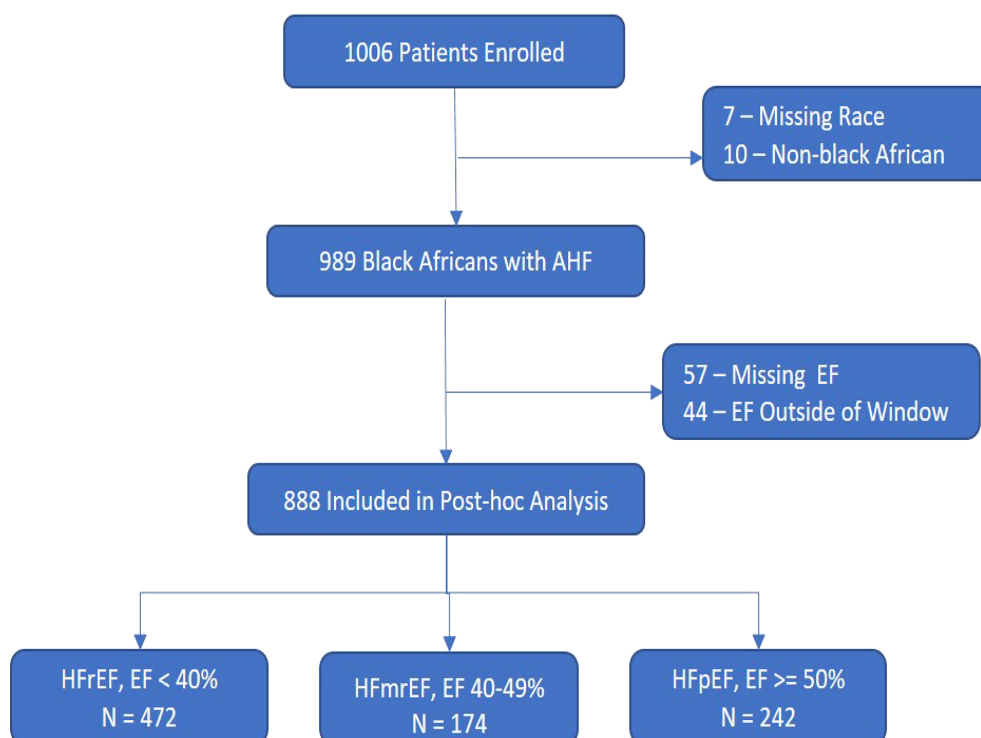 1006 Patients Enrolled
7 – Missing Race
10 – Non-black African
989 Black Africans with AHF
57 – Missing EF
44 – EF Outside of Window
888 Included in Post-hoc Analysis
HFrEF, EF < 40%
N = 472
HFmrEF, EF 40-49%
N = 174
HFpEF, EF >= 50%
N = 242